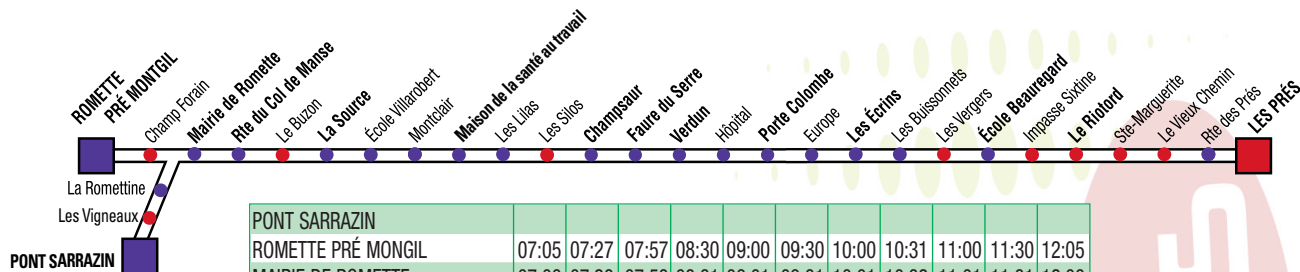 ROMETTE
PRÉ MONTGIL
Champ Forain
Mairie de Romette
Rte du Col de Manse
Le Buzon
La Source
École Villarobert
Montclair
Maison de la santé au travail
Les Lilas
Les Silos
Champsaur
Faure du Serre
Verdun
Hôpital
Porte Colombe
Europe
Les Écrins
Les Buissonnets
Les Vergers
École Beauregard
Impasse Sixtine
Le Riotord
Ste-Marguerite
Le Vieux Chemin
Rte des Prés
LES PRÉS
La Romettine
Les Vigneaux
PONT SARRAZIN
PONT SARRAZIN
ROMETTE PRÉ MONGIL 07:05 07:27 07:57 08:30 09:00 09:30 10:00 10:31 11:00 11:30 12:05